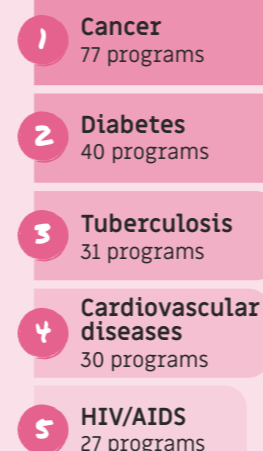 1
Cancer
77 programs
2
Diabetes
40 programs
3
Tuberculosis
31 programs
4
Cardiovascular
diseases
30 programs
5
HIV/AIDS
27 programs